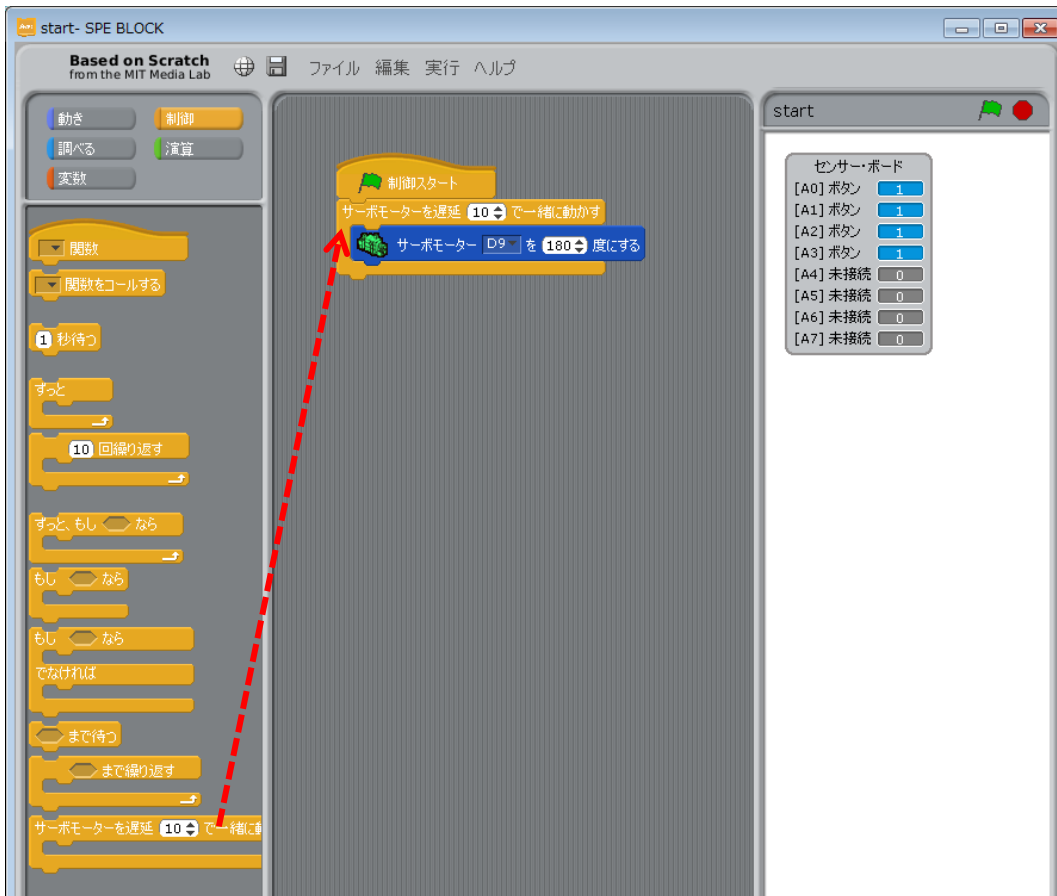 start- SPE BLOCK
Based on Scratch
from the MIT Media Lab
ファイル 編集 実行 ヘルプ
動き 制御
調べる 演算
変数
関数
関数をコールする
1 秒待つ
ずっと
10 回繰り返す
ずっと、もし なら
もし なら
もし なら
でなければ
まで待つ
まで繰り返す
サーボモーターを遅延 10 で一緒に動
制御スタート
サーボモーターを遅延 10 で一緒に動かす
サーボモーター D9 を 180 度にする
start
センサー・ボード
[A0] ボタン 1
[A1] ボタン 1
[A2] ボタン 1
[A3] ボタン 1
[A4] 未接続 0
[A5] 未接続 0
[A6] 未接続 0
[A7] 未接続 0